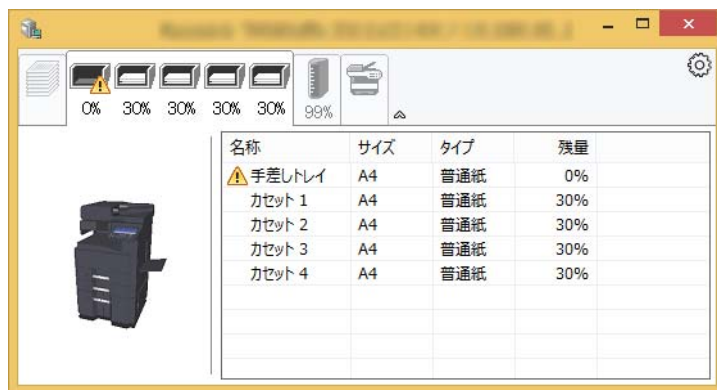 0% 30% 30% 30% 30% 99%
名称 サイズ タイプ 残量
手差しトレイ A4 普通紙 0%
カセット 1 A4 普通紙 30%
カセット 2 A4 普通紙 30%
カセット 3 A4 普通紙 30%
カセット 4 A4 普通紙 30%